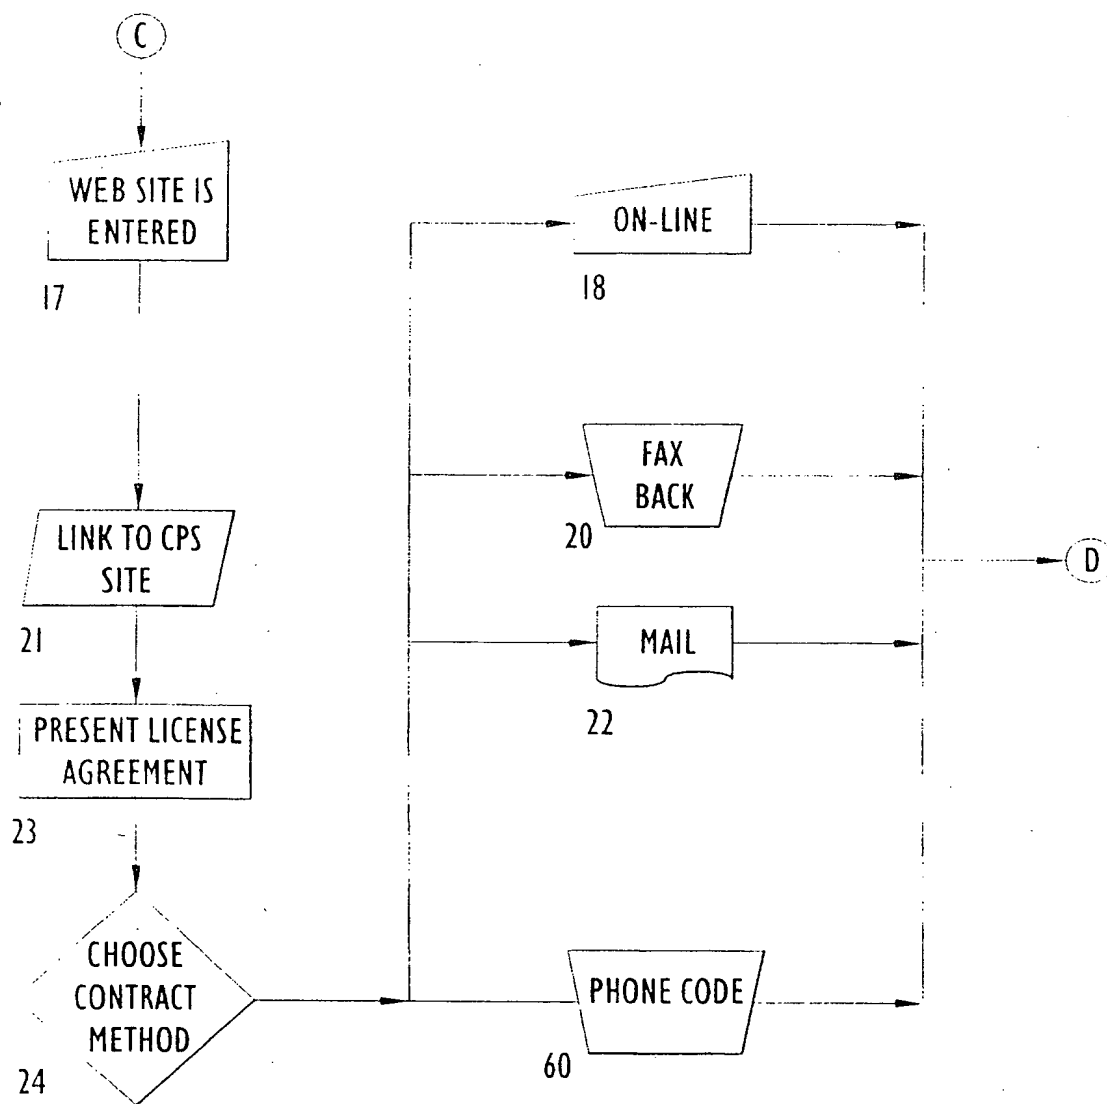 C
WEB SITE IS
ENTERED
17
LINK TO CPS
SITE
21
PRESENT LICENSE
AGREEMENT
23
CHOOSE
CONTRACT
METHOD
24
ON-LINE
18
FAX
BACK
20
MAIL
22
PHONE CODE
60
D